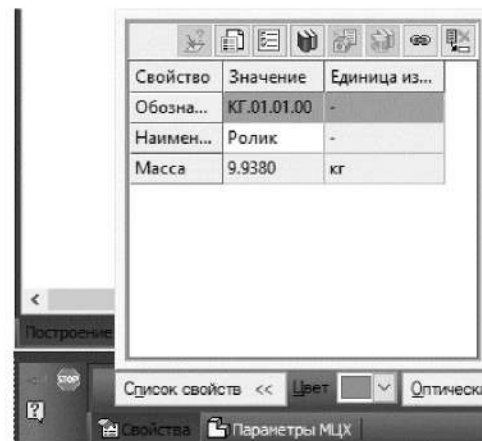 Свойство Значение Единица из...
Обозна... КГ.01.01.00 -
Наимен... Ролик -
Масса 9.9380 кг
Построение
STOP
Список свойств << Цвет Оптическ
Свойства Параметры МЦХ